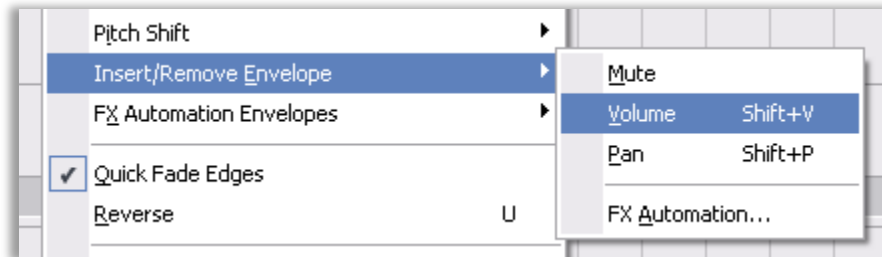 Pitch Shift
Insert/Remove Envelope
FX Automation Envelopes
Quick Fade Edges
Reverse U
Mute
Volume Shift+V
Pan Shift+P
FX Automation...